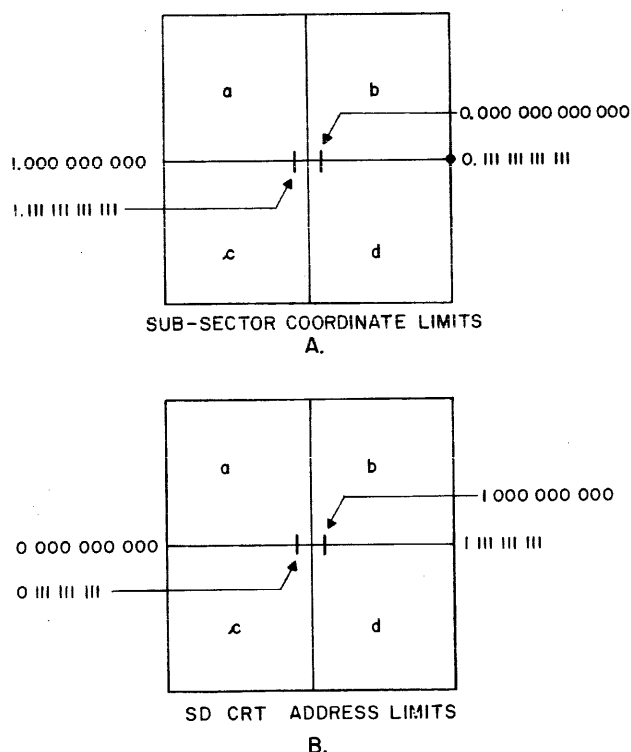 a
b
0.000 000 000 000
1.000 000 000
0. 111 111 111 111
1.111 111 111 111
c
d
SUB-SECTOR COORDINATE LIMITS
A.
a
b
1 000 000 000
0 000 000 000
1 111 111 111
0 111 111 111
c
d
SD CRT ADDRESS LIMITS
B.